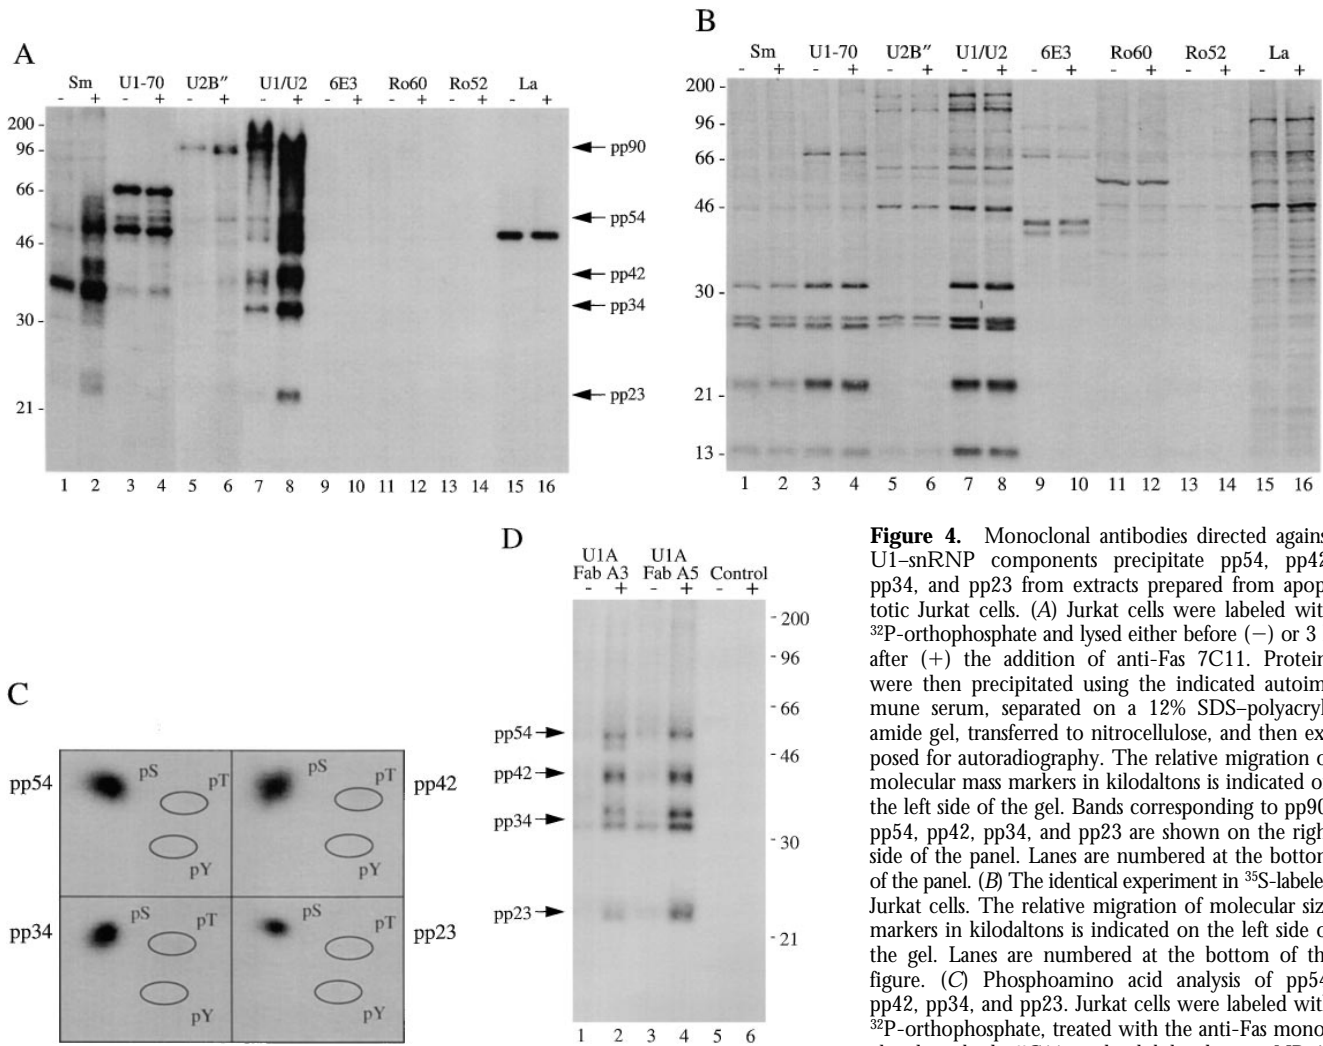 A
Sm U1-70 U2B″ U1/U2 6E3 Ro60 Ro52 La
- + - + - + - + - + - + - + - +
200 -
96 -
66 -
46 -
30 -
21 -
pp90
pp54
pp42
pp34
pp23
1 2 3 4 5 6 7 8 9 10 11 12 13 14 15 16
B
Sm U1-70 U2B″ U1/U2 6E3 Ro60 Ro52 La
- + - + - + - + - + - + - + - +
200 -
96 -
66 -
46 -
30 -
21 -
13 -
1 2 3 4 5 6 7 8 9 10 11 12 13 14 15 16
C
pp54 pS pT pY
pS pT pY pp42
pp34 pS pT pY
pS pT pY pp23
D
U1A U1A
Fab A3 Fab A5 Control
- + - + - +
- 200
- 96
- 66
- 46
- 30
- 21
pp54
pp42
pp34
pp23
1 2 3 4 5 6
Figure 4. Monoclonal antibodies directed agains
U1–snRNP components precipitate pp54, pp42
pp34, and pp23 from extracts prepared from apop
totic Jurkat cells. (A) Jurkat cells were labeled wit
32P-orthophosphate and lysed either before (−) or 3
after (+) the addition of anti-Fas 7C11. Protein
were then precipitated using the indicated autoim
mune serum, separated on a 12% SDS–polyacryl
amide gel, transferred to nitrocellulose, and then ex
posed for autoradiography. The relative migration o
molecular mass markers in kilodaltons is indicated o
the left side of the gel. Bands corresponding to pp90
pp54, pp42, pp34, and pp23 are shown on the righ
side of the panel. Lanes are numbered at the bottom
of the panel. (B) The identical experiment in 35S-labele
Jurkat cells. The relative migration of molecular siz
markers in kilodaltons is indicated on the left side o
the gel. Lanes are numbered at the bottom of th
figure. (C) Phosphoamino acid analysis of pp54
pp42, pp34, and pp23. Jurkat cells were labeled wit
32P-orthophosphate, treated with the anti-Fas mono